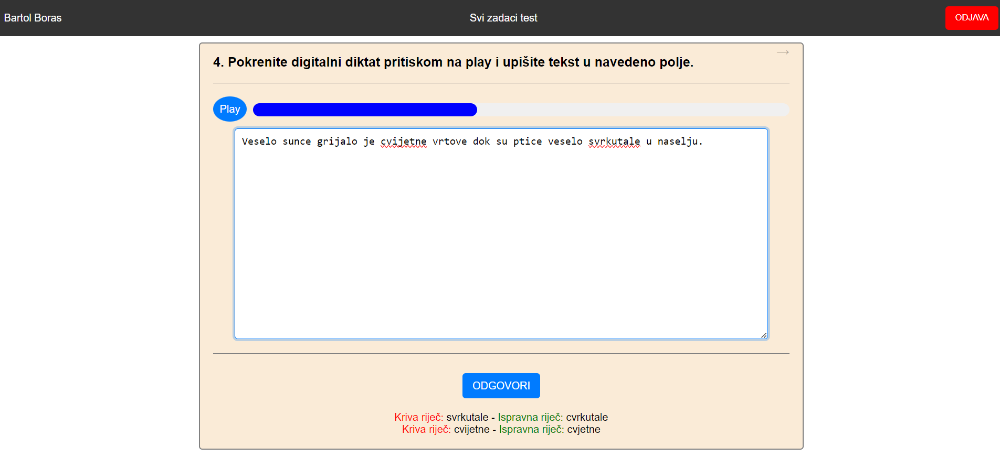 Bartol Boras
Svi zadaci test
ODJAVA
→
4. Pokrenite digitalni diktat pritiskom na play i upišite tekst u navedeno polje.
Play
Veselo sunce grijalo je cvijetne vrtove dok su ptice veselo svrkutale u naselju.
ODGOVORI
Kriva riječ: svrkutale - Ispravna riječ: cvrkutale
Kriva riječ: cvijetne - Ispravna riječ: cvjetne